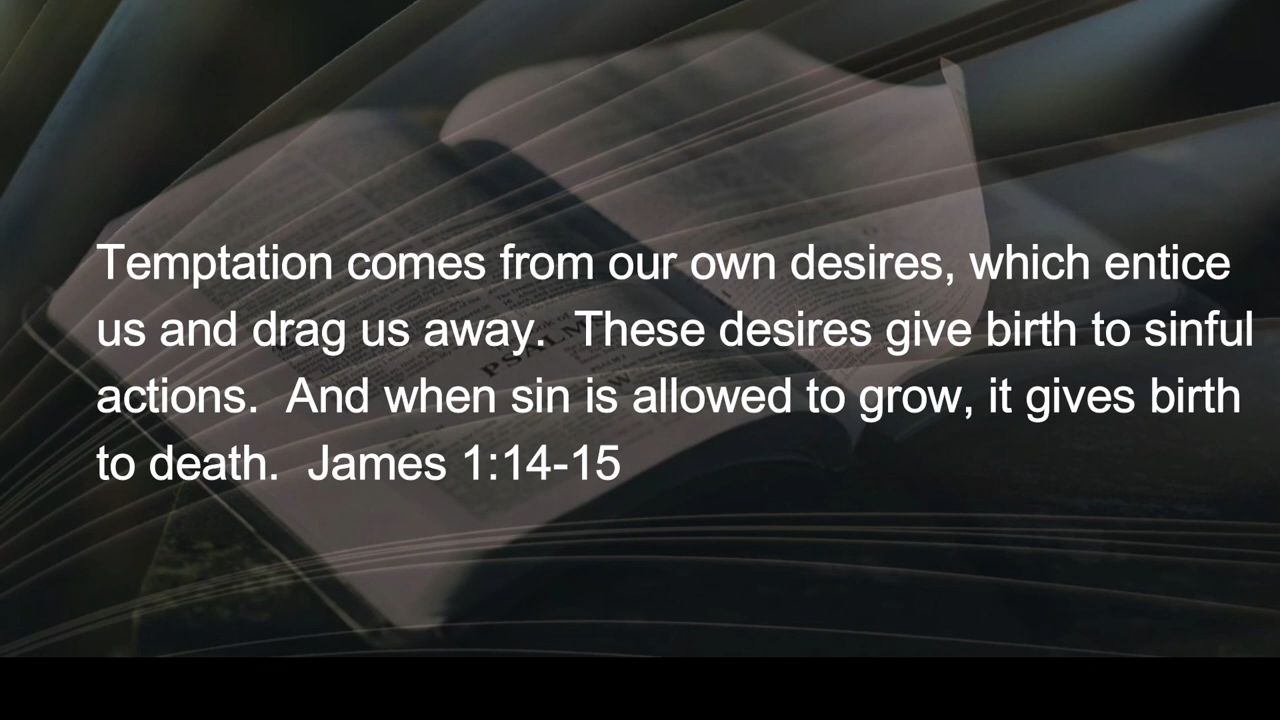 Temptation comes from our own desires, which entice
us and drag us away.  These desires give birth to sinful
actions.  And when sin is allowed to grow, it gives birth
to death.  James 1:14-15
PSALM